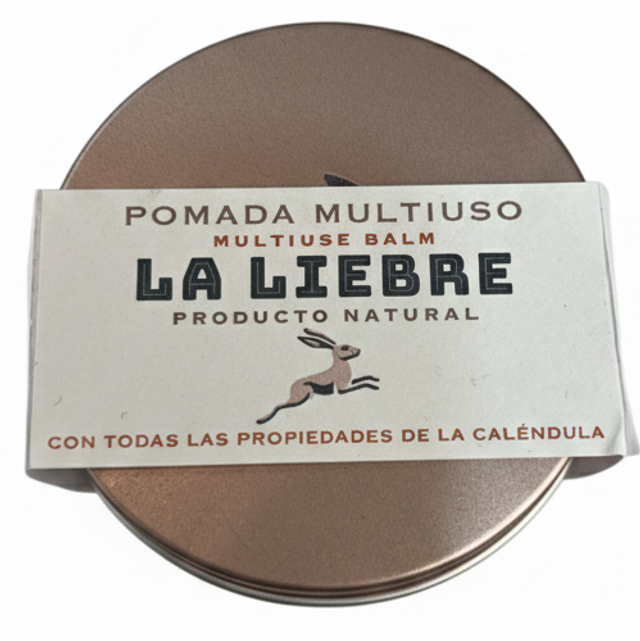 POMADA MULTIUSO
MULTIUSE BALM
LA LIEBRE
PRODUCTO NATURAL
CON TODAS LAS PROPIEDADES DE LA CALÉNDULA